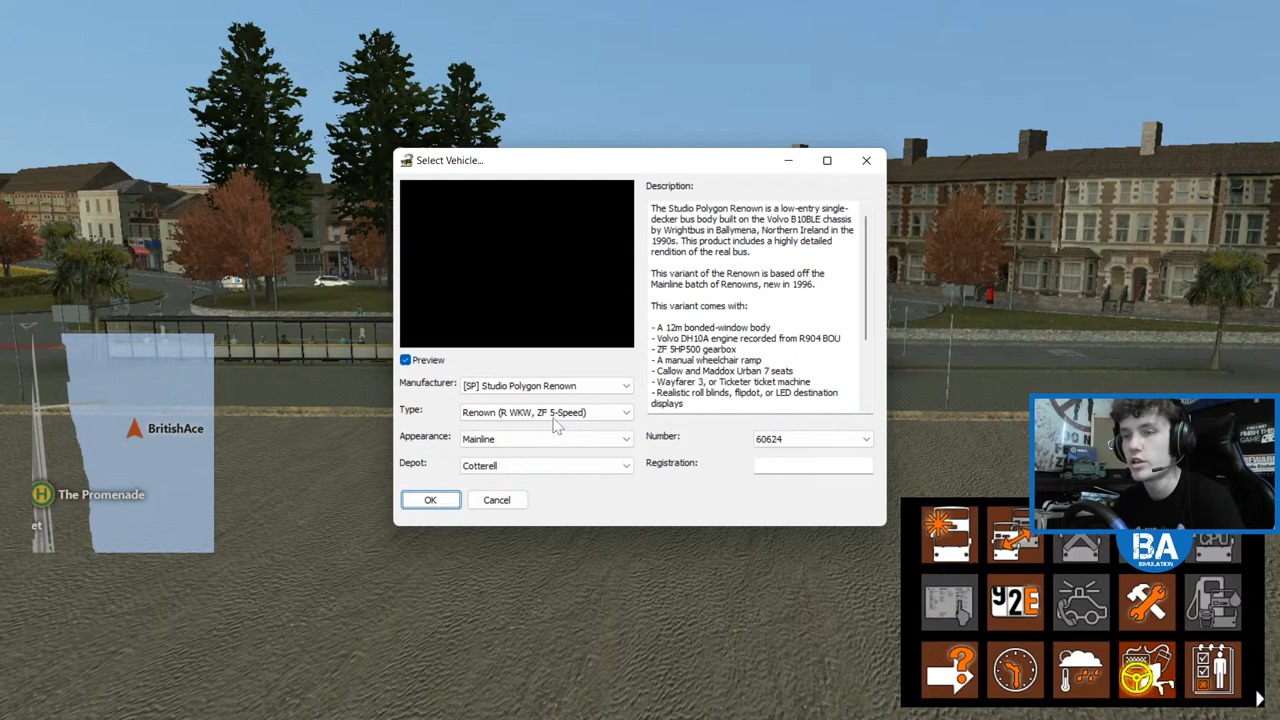 Select Vehicle...
Description:
The Studio Polygon Renown is a low-entry single-
decker bus body built on the Volvo B10BLE chassis
by Wrightbus in Ballymena, Northern Ireland in the
1990s. This product includes a highly detailed
rendition of the real bus.
This variant of the Renown is based off the
Mainline batch of Renowns, new in 1996.
This variant comes with:
- A 12m bonded-window body
- Volvo DH10A engine recorded from R904 BOU
- ZF 5HP500 gearbox
- A manual wheelchair ramp
- Callow and Maddox Urban 7 seats
- Wayfarer 3, or Ticketer ticket machine
- Realistic roll blinds, flipdot, or LED destination
displays
Preview
Manufacturer: [SP] Studio Polygon Renown
Type: Renown (R WKW, ZF 5-Speed)
Appearance: Mainline
Number: 60624
Depot: Cotterell
Registration:
OK
Cancel
BritishAce
H The Promenade
et
BA
SIMULATION
CPU
92E